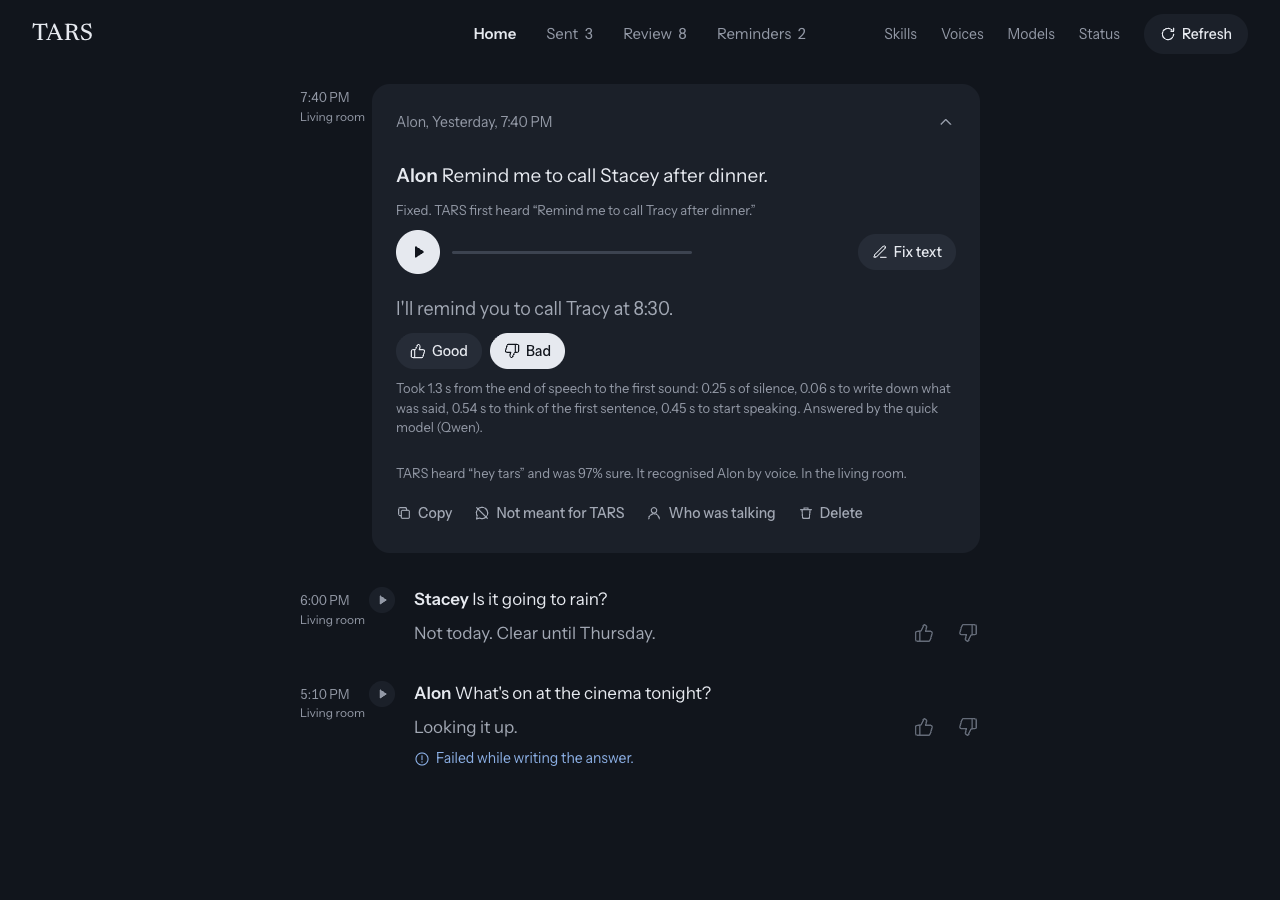 TARS
Home Sent 3 Review 8 Reminders 2 Skills Voices Models Status Refresh
7:40 PM
Living room
Alon, Yesterday, 7:40 PM
Alon Remind me to call Stacey after dinner.
Fixed. TARS first heard “Remind me to call Tracy after dinner.”
Fix text
I'll remind you to call Tracy at 8:30.
Good Bad
Took 1.3 s from the end of speech to the first sound: 0.25 s of silence, 0.06 s to write down what
was said, 0.54 s to think of the first sentence, 0.45 s to start speaking. Answered by the quick
model (Qwen).
TARS heard “hey tars” and was 97% sure. It recognised Alon by voice. In the living room.
Copy Not meant for TARS Who was talking Delete
6:00 PM
Living room
Stacey Is it going to rain?
Not today. Clear until Thursday.
5:10 PM
Living room
Alon What's on at the cinema tonight?
Looking it up.
Failed while writing the answer.